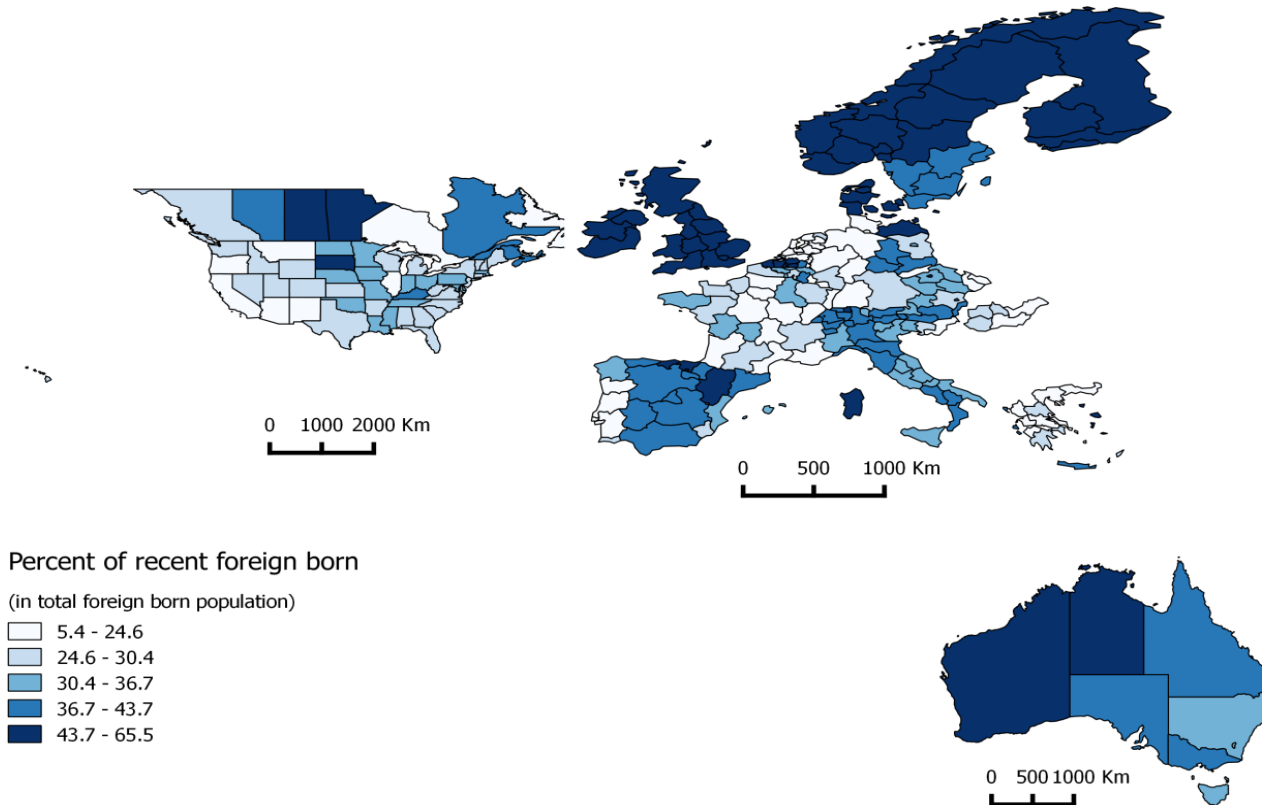 0 1000 2000 Km
0 500 1000 Km
Percent of recent foreign born
(in total foreign born population)
5.4 - 24.6
24.6 - 30.4
30.4 - 36.7
36.7 - 43.7
43.7 - 65.5
0 500 1000 Km